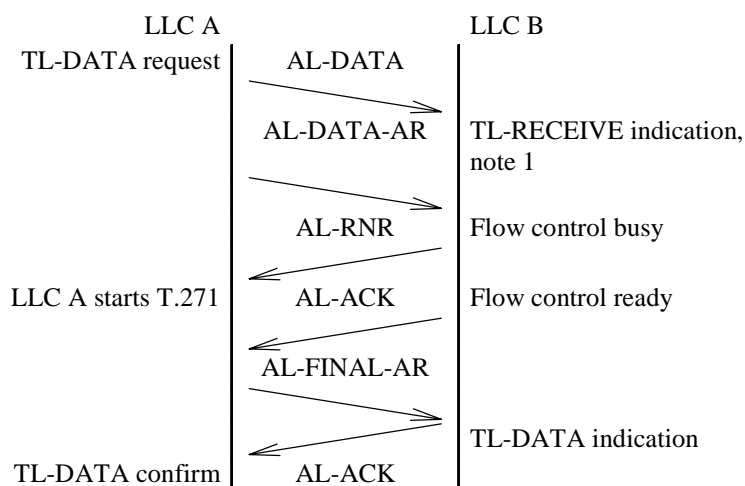 LLC A LLC B
TL-DATA request AL-DATA
AL-DATA-AR TL-RECEIVE indication,
note 1
AL-RNR Flow control busy
LLC A starts T.271 AL-ACK Flow control ready
AL-FINAL-AR
TL-DATA indication
TL-DATA confirm AL-ACK